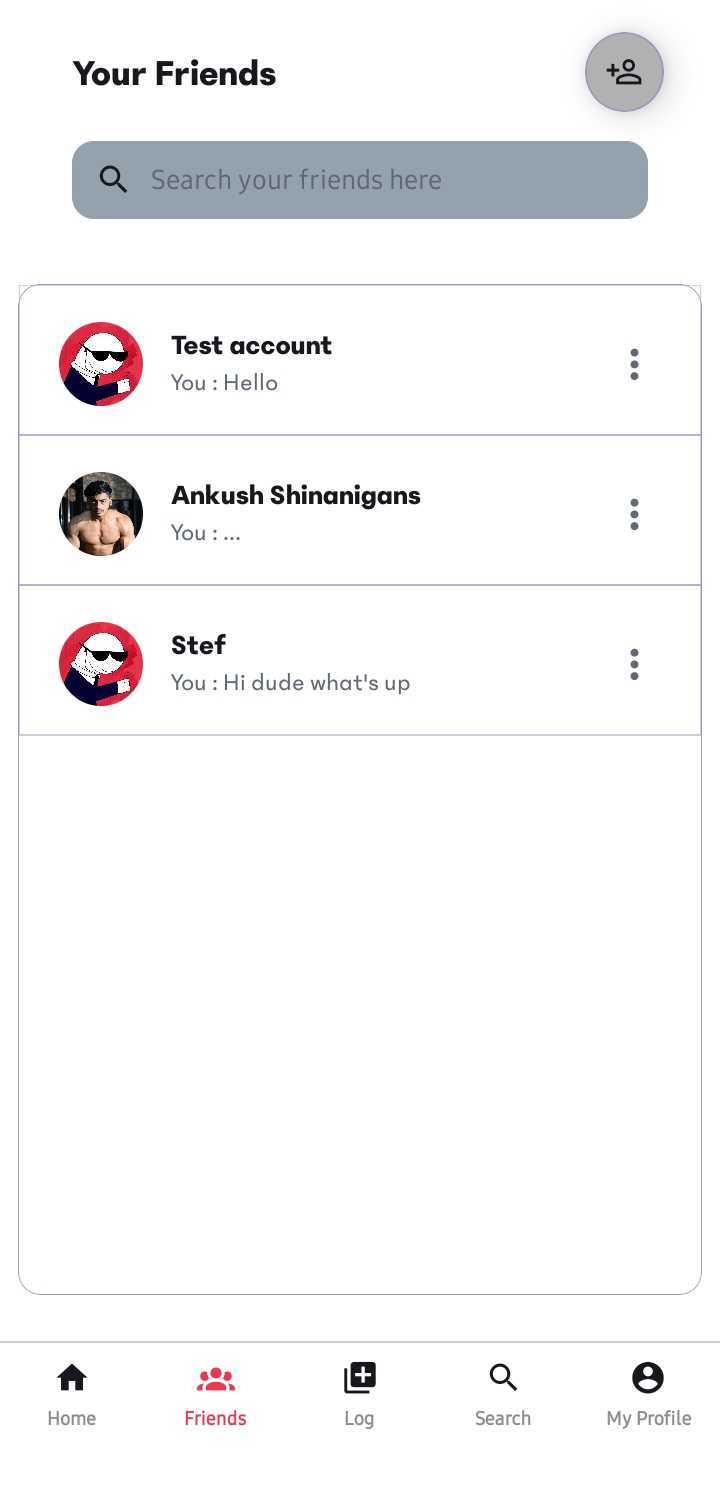 Your Friends
Search your friends here
Test account
You : Hello
Ankush Shinanigans
You : ...
Stef
You : Hi dude what's up
Home
Friends
Log
Search
My Profile